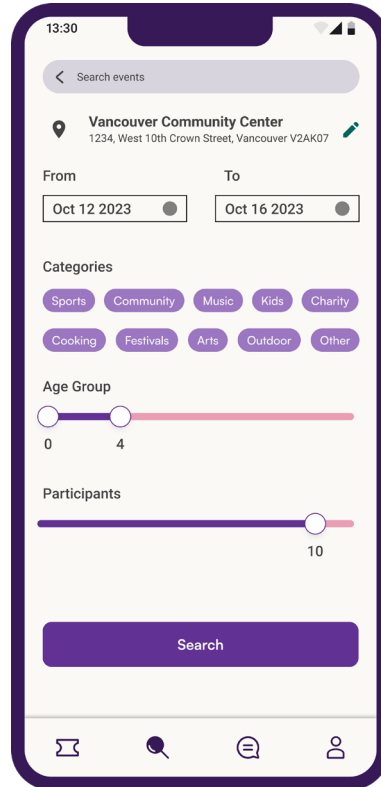 13:30
Search events
Vancouver Community Center
1234, West 10th Crown Street, Vancouver V2AK07
From To
Oct 12 2023 Oct 16 2023
Categories
Sports Community Music Kids Charity
Cooking Festivals Arts Outdoor Other
Age Group
0 4
Participants
10
Search